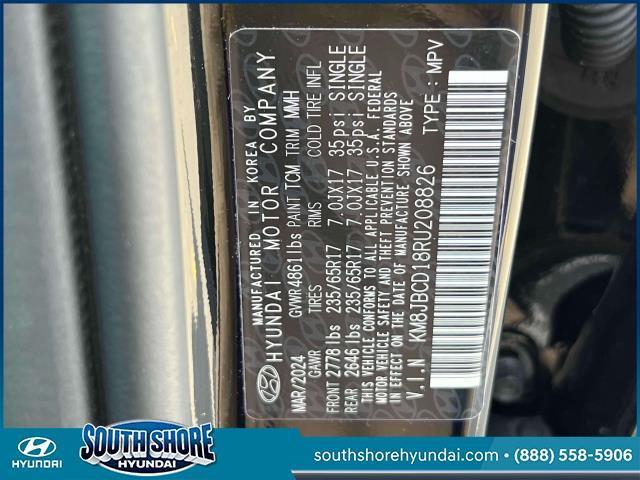 MANUFACTURED IN KOREA BY
HYUNDAI MOTOR COMPANY
MAR/2024 GVWR 4861 lbs PAINT TCM TRIM MMH
GAWR TIRES RIMS COLD TIRE INFL
FRONT 2778 lbs 235/65R17 7.0JX17 35psi SINGLE
REAR 2646 lbs 235/65R17 7.0JX17 35psi SINGLE
THIS VEHICLE CONFORMS TO ALL APPLICABLE U.S.A. FEDERAL
MOTOR VEHICLE SAFETY AND THEFT PREVENTION STANDARDS
IN EFFECT ON THE DATE OF MANUFACTURE SHOWN ABOVE
V.I.N KM8JBCD18RU208826 TYPE : MPV
HYUNDAI
SOUTH SHORE
HYUNDAI
southshorehyundai.com • (888) 558-5906